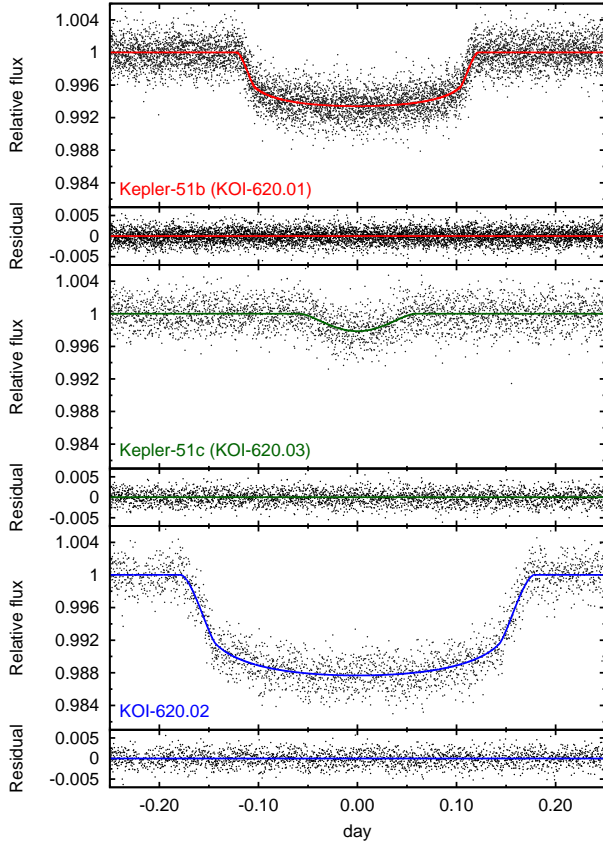 1.004
1
0.996
0.992
0.984
Relative flux
Kepler-51b (KOI-620.01)
0.005
0
-0.005
Residual
1.004
1
0.996
0.992
0.988
0.984
Relative flux
Kepler-51c (KOI-620.03)
0.005
0
-0.005
Residual
1.004
1
0.996
0.992
0.988
0.984
Relative flux
KOI-620.02
0.005
0
-0.005
Residual
-0.20 -0.10 0.00 0.10 0.20
day